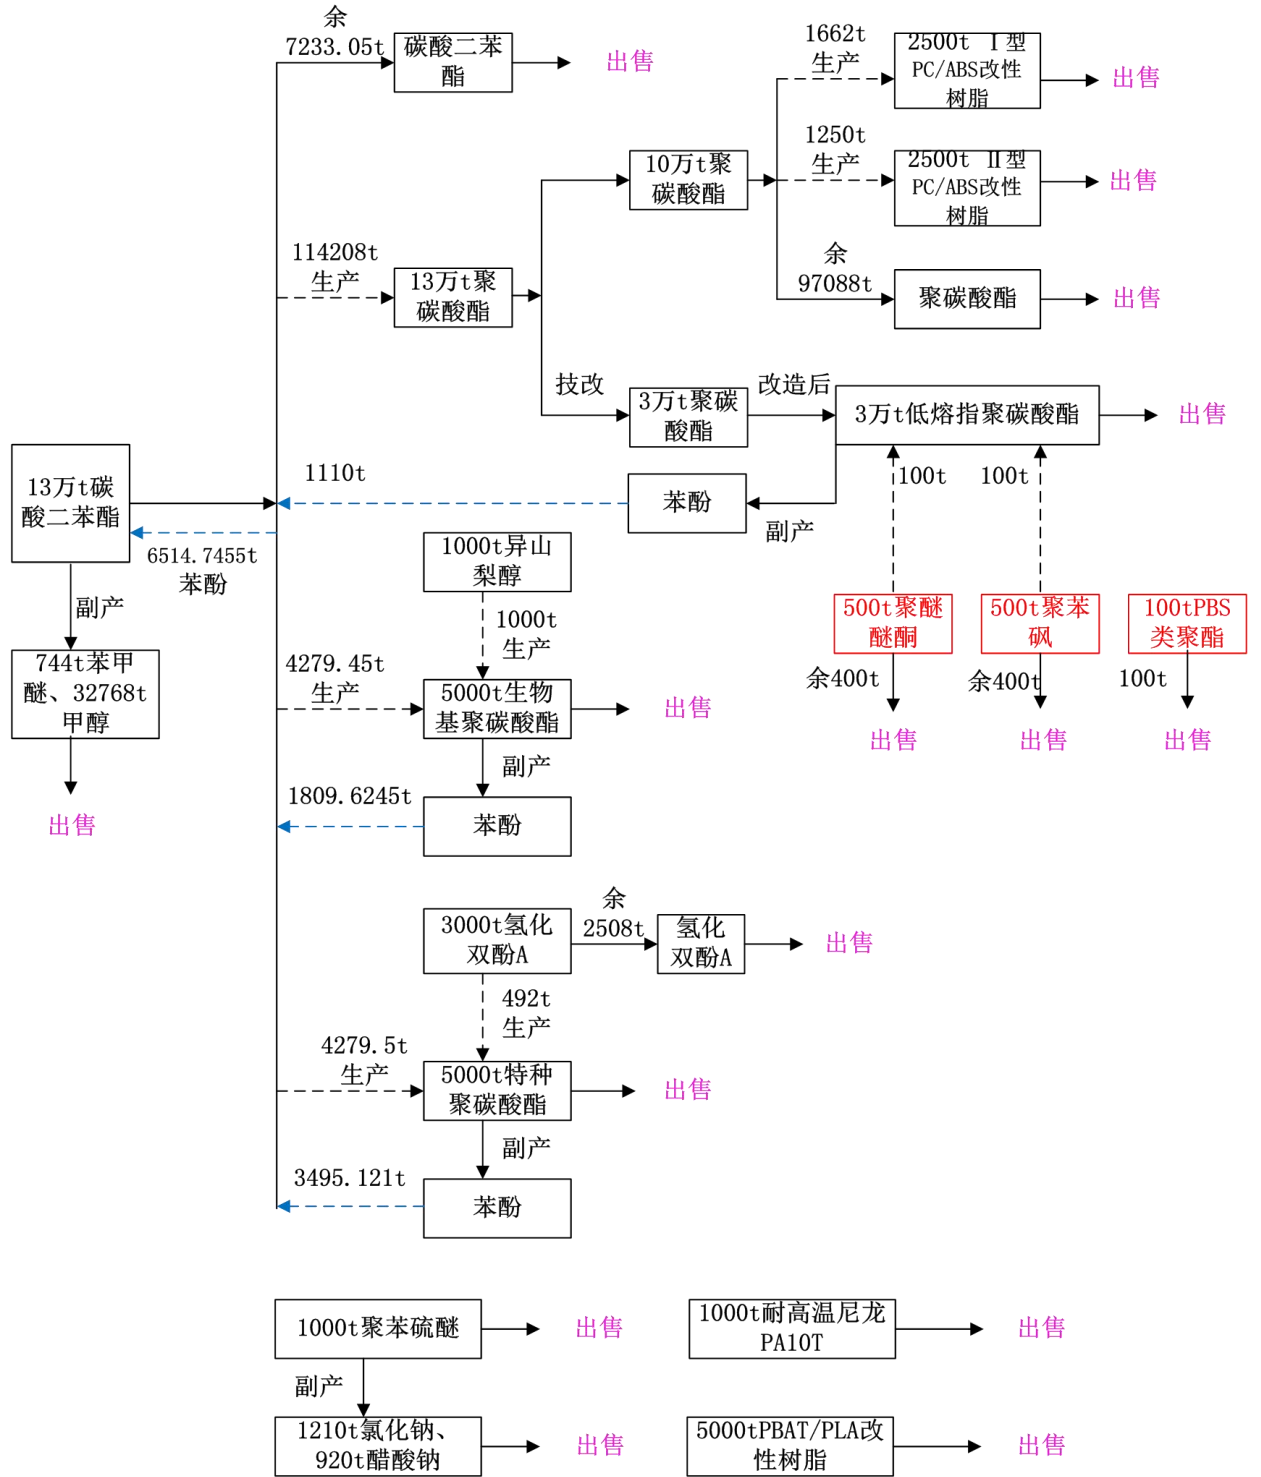 余
7233.05t
碳酸二苯
酯
出售
1662t
生产
2500t Ⅰ型
PC/ABS改性
树脂
出售
1250t
生产
2500t Ⅱ型
PC/ABS改性
树脂
出售
10万t聚
碳酸酯
余
97088t
聚碳酸酯
出售
114208t
生产
13万t聚
碳酸酯
技改
3万t聚碳
酸酯
改造后
3万t低熔指聚碳酸酯
出售
13万t碳
酸二苯酯
1110t
苯酚
副产
100t
100t
6514.7455t
苯酚
副产
744t苯甲
醚、32768t
甲醇
出售
1000t异山
梨醇
1000t
生产
4279.45t
生产
5000t生物
基聚碳酸酯
出售
副产
1809.6245t
苯酚
500t聚醚
醚酮
500t聚苯
砜
100tPBS
类聚酯
余400t
余400t
100t
出售
出售
出售
3000t氢化
双酚A
余
2508t
氢化
双酚A
出售
492t
生产
4279.5t
生产
5000t特种
聚碳酸酯
出售
副产
3495.121t
苯酚
1000t聚苯硫醚
出售
副产
1210t氯化钠、
920t醋酸钠
出售
1000t耐高温尼龙
PA10T
出售
5000tPBAT/PLA改
性树脂
出售